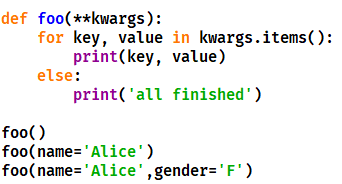 def foo(**kwargs):
    for key, value in kwargs.items():
        print(key, value)
    else:
        print('all finished')

foo()
foo(name='Alice')
foo(name='Alice',gender='F')